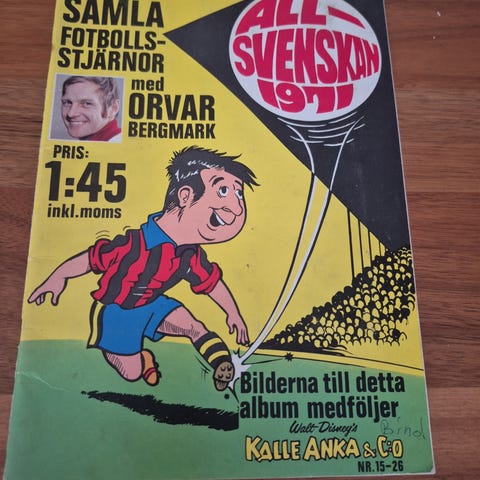 SAMLA
FOTBOLLS-
STJÄRNOR
med
ORVAR
BERGMARK
PRIS:
1:45
inkl.moms
ALL-
SVENSKAN
1971
Bilderna till detta
album medföljer
Walt-Disney's
KALLE ANKA & C:O
NR.15-26